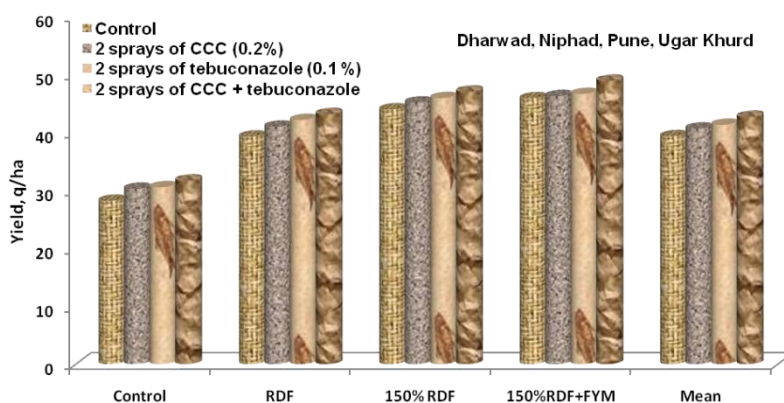 60
50
40
30
20
10
0
Yield, q/ha
Control
2 sprays of CCC (0.2%)
2 sprays of tebuconazole (0.1%)
2 sprays of CCC + tebuconazole
Dharwad, Niphad, Pune, Ugar Khurd
Control RDF 150% RDF 150%RDF+FYM Mean